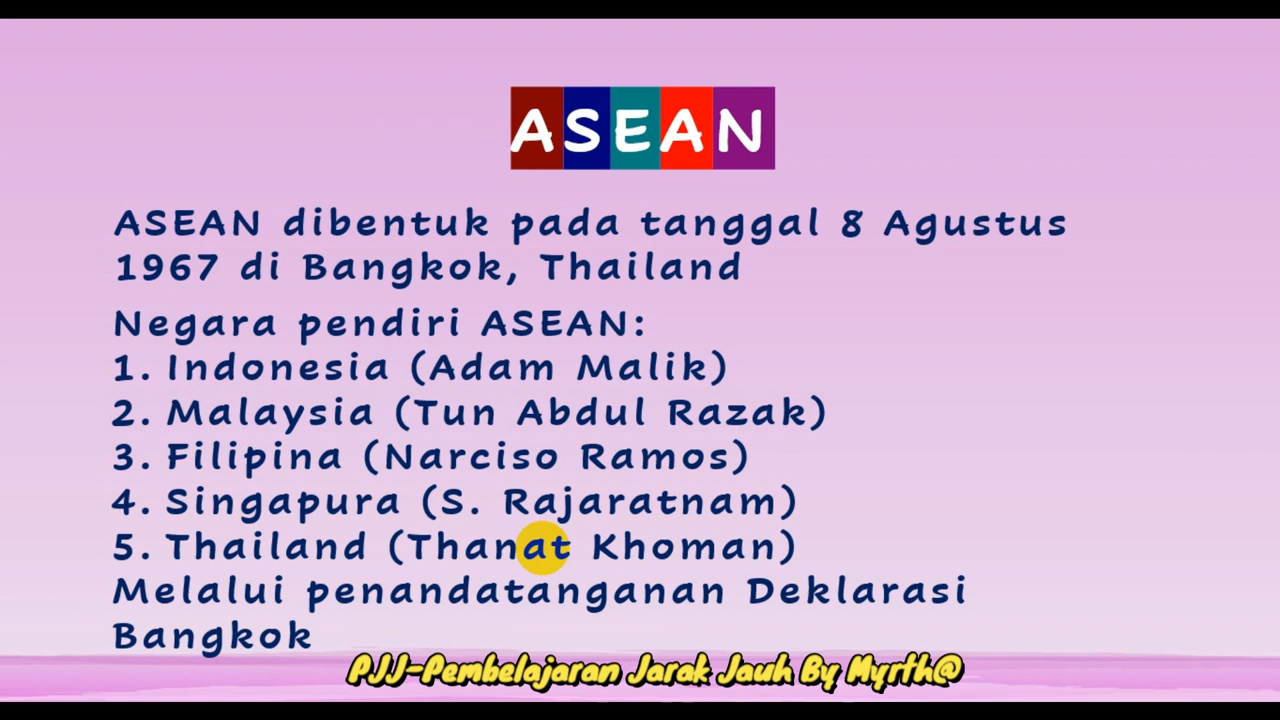 ASEAN
ASEAN dibentuk pada tanggal 8 Agustus
1967 di Bangkok, Thailand
Negara pendiri ASEAN:
1. Indonesia (Adam Malik)
2. Malaysia (Tun Abdul Razak)
3. Filipina (Narciso Ramos)
4. Singapura (S. Rajaratnam)
5. Thailand (Thanat Khoman)
Melalui penandatanganan Deklarasi
Bangkok
PJJ-Pembelajaran Jarak Jauh By Myrth@